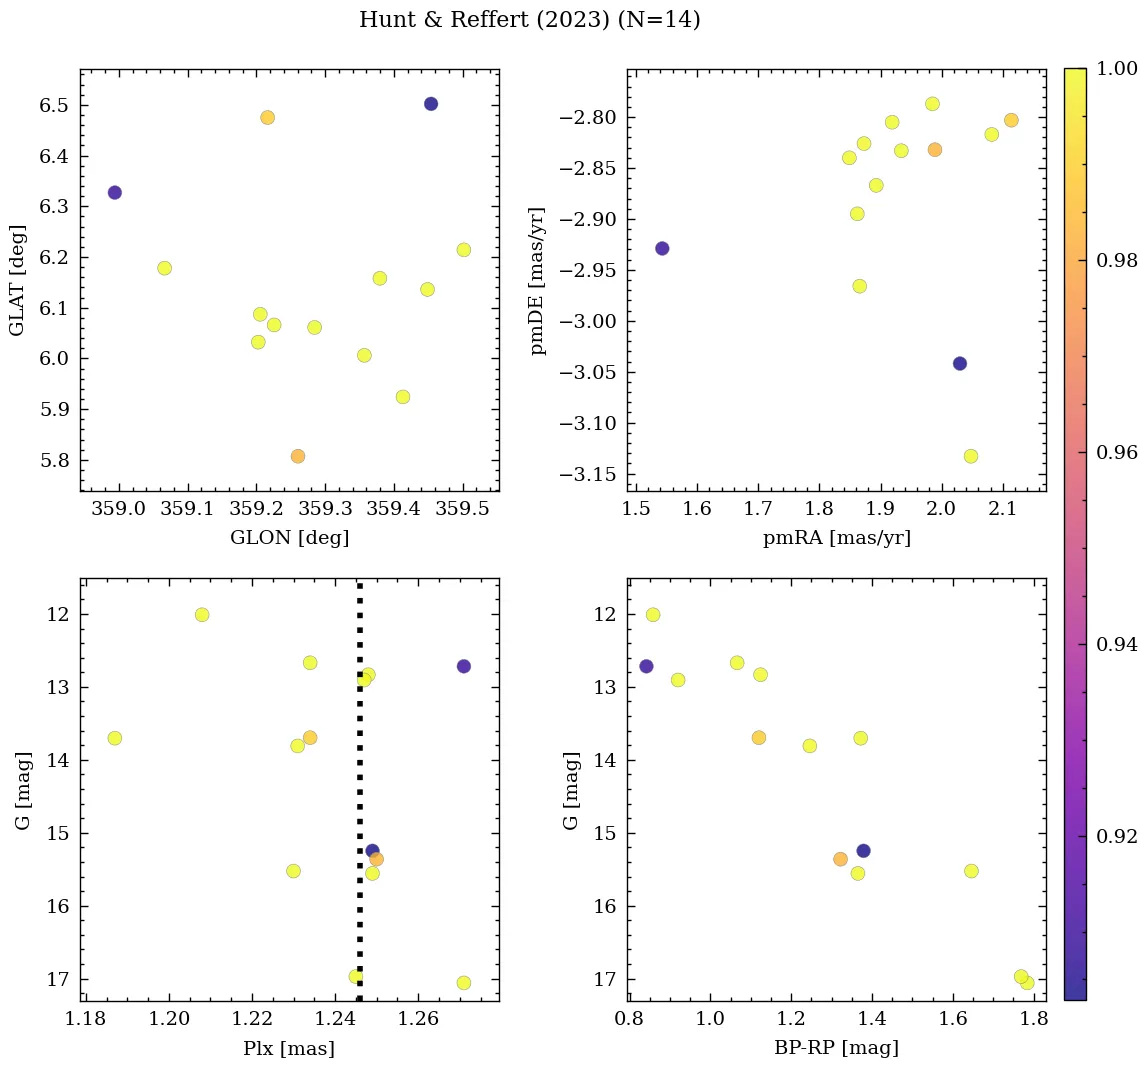 Hunt & Reffert (2023) (N=14)
6.5
6.4
6.3
6.2
6.1
6.0
5.9
5.8
GLAT [deg]
359.0 359.1 359.2 359.3 359.4 359.5
GLON [deg]
−2.80
−2.85
−2.90
−2.95
−3.00
−3.05
−3.10
−3.15
pmDE [mas/yr]
1.5 1.6 1.7 1.8 1.9 2.0 2.1
pmRA [mas/yr]
12
13
14
15
16
17
G [mag]
1.18 1.20 1.22 1.24 1.26
Plx [mas]
12
13
14
15
16
17
G [mag]
0.8 1.0 1.2 1.4 1.6 1.8
BP-RP [mag]
1.00
0.98
0.96
0.94
0.92